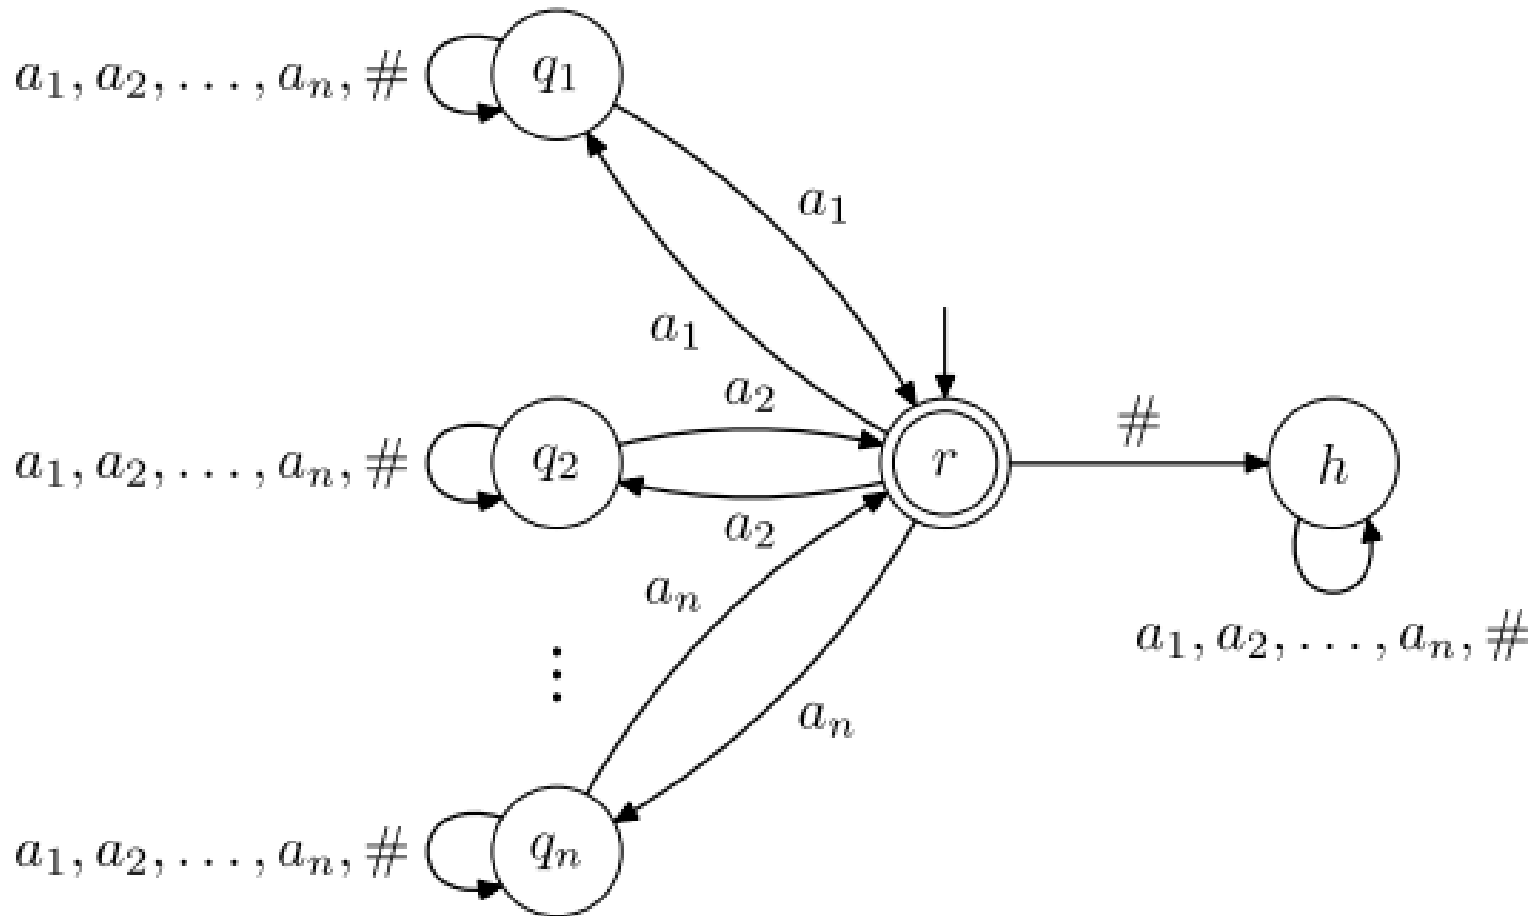 a_1, a_2, ..., a_n, #
q_1
a_1
a_1
a_2
a_1, a_2, ..., a_n, #
q_2
r
#
h
a_2
a_n
⋮
a_1, a_2, ..., a_n, #
a_n
a_1, a_2, ..., a_n, #
q_n